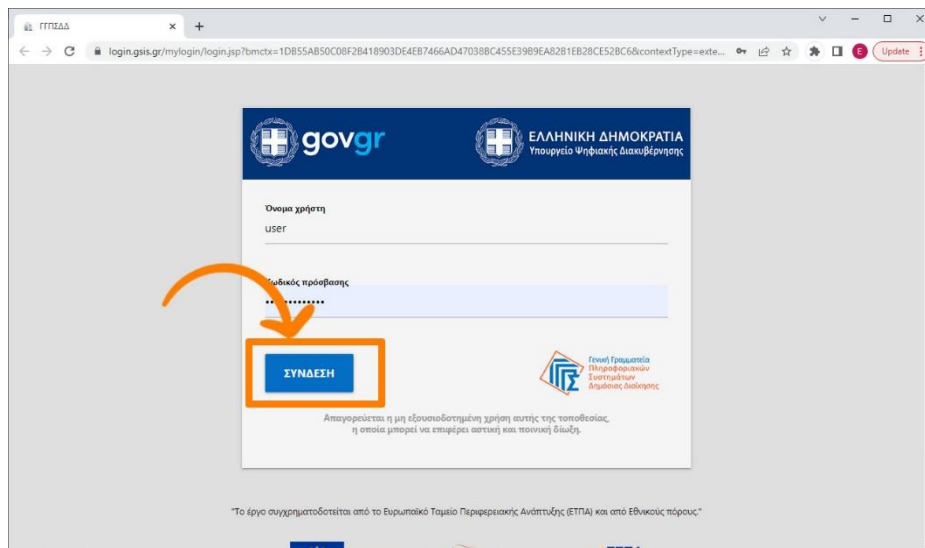 ΓΓΠΣΔΔ
login.gsis.gr/mylogin/login.jsp?bmctx=1DB55AB50C08F2B418903DE4EB7466AD47038BC455E39B9EA82B1EB28CE52BC6&contextType=exte...
E
Update
govgr
ΕΛΛΗΝΙΚΗ ΔΗΜΟΚΡΑΤΙΑ
Υπουργείο Ψηφιακής Διακυβέρνησης
Όνομα χρήστη
user
Κωδικός πρόσβασης
ΣΥΝΔΕΣΗ
Γενική Γραμματεία
Πληροφοριακών
Συστημάτων
Δημόσιας Διοίκησης
Απαγορεύεται η μη εξουσιοδοτημένη χρήση αυτής της τοποθεσίας,
η οποία μπορεί να επιφέρει αστική και ποινική δίωξη.
"Το έργο συγχρηματοδοτείται από το Ευρωπαϊκό Ταμείο Περιφερειακής Ανάπτυξης (ΕΤΠΑ) και από Εθνικούς πόρους."